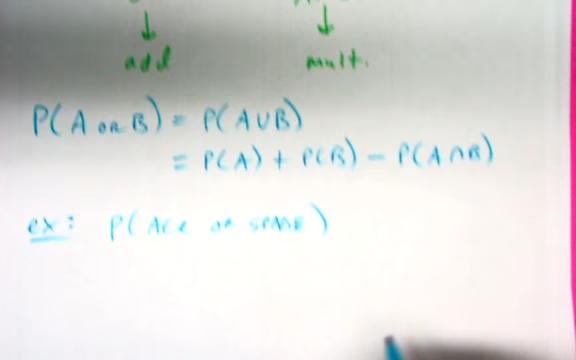 add mult.
P(A OR B) = P(A∪B)
= P(A) + P(B) - P(A∩B)
ex: P(ACE OR SPADE)